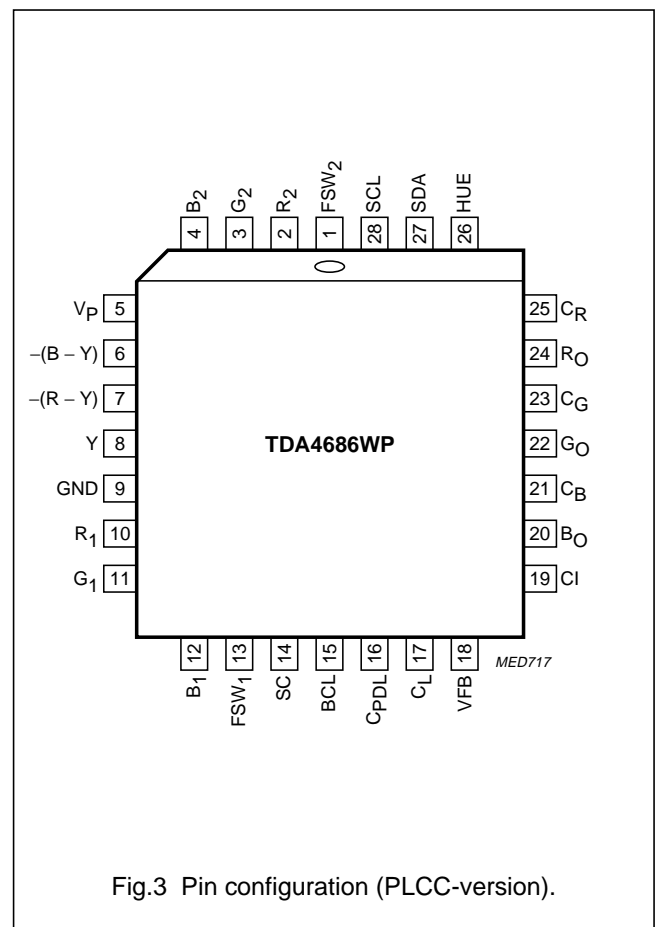 B2
G2
R2
FSW2
SCL
SDA
HUE
4
3
2
1
28
27
26
VP 5
−(B − Y) 6
−(R − Y) 7
Y 8
GND 9
R1 10
G1 11
TDA4686WP
25 CR
24 RO
23 CG
22 GO
21 CB
20 BO
19 CI
12
13
14
15
16
17
18
B1
FSW1
SC
BCL
CPDL
CL
VFB
MED717
Fig.3 Pin configuration (PLCC-version).